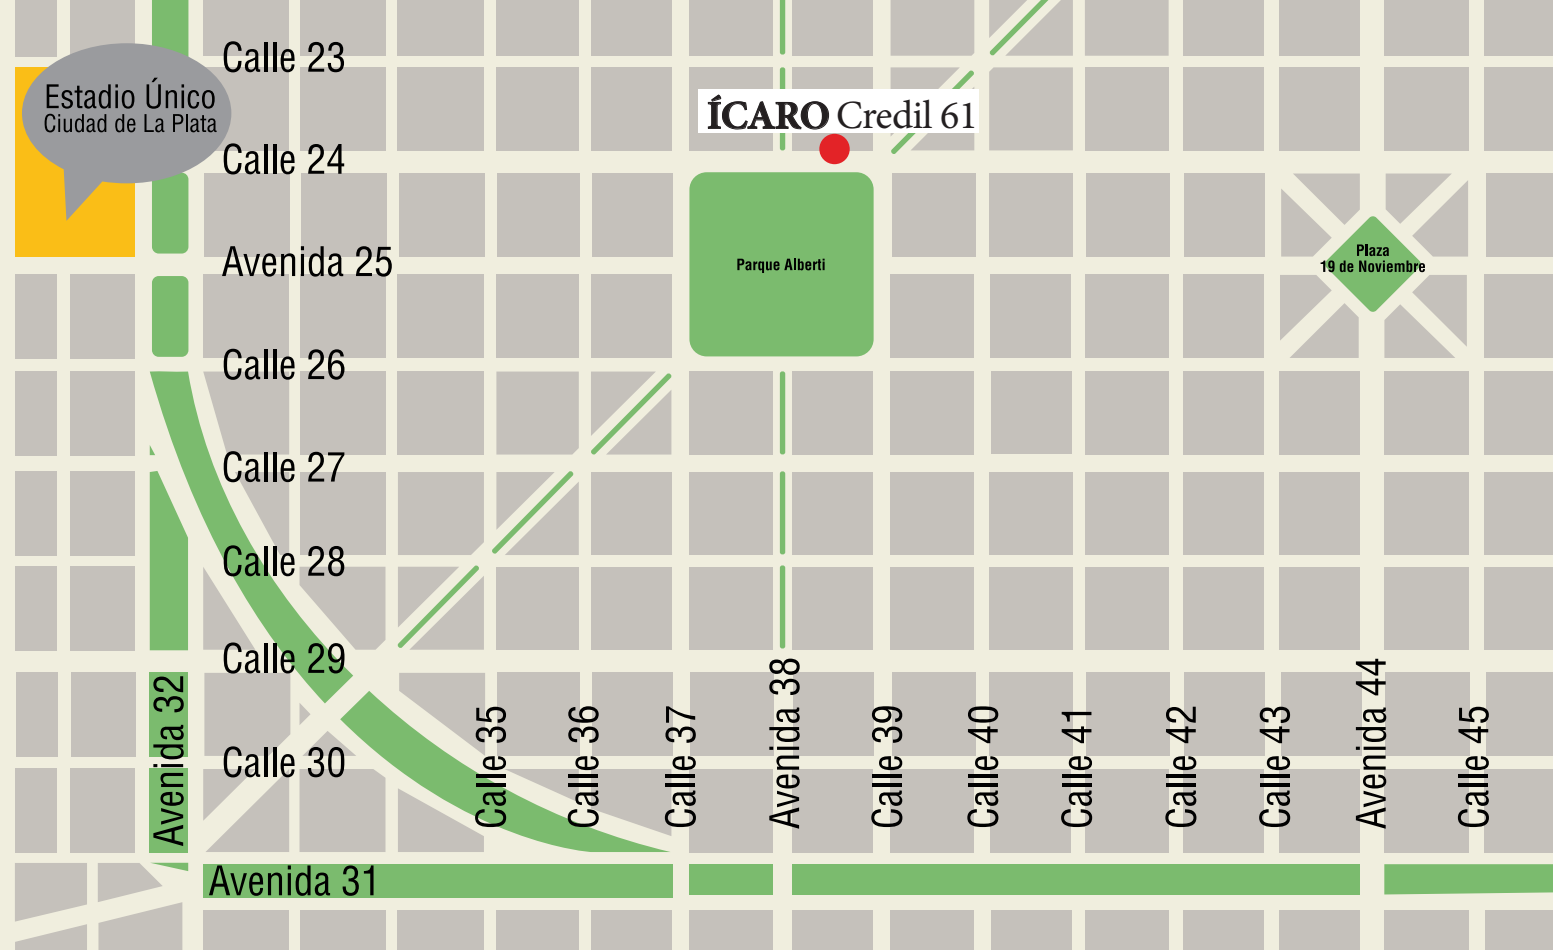 Calle 23
Estadio Único
Ciudad de La Plata
ÍCARO Credil 61
Calle 24
Avenida 25
Parque Alberti
Plaza
19 de Noviembre
Calle 26
Calle 27
Calle 28
Calle 29
Calle 30
Avenida 32
Calle 35
Calle 36
Calle 37
Avenida 38
Calle 39
Calle 40
Calle 41
Calle 42
Calle 43
Avenida 44
Calle 45
Avenida 31